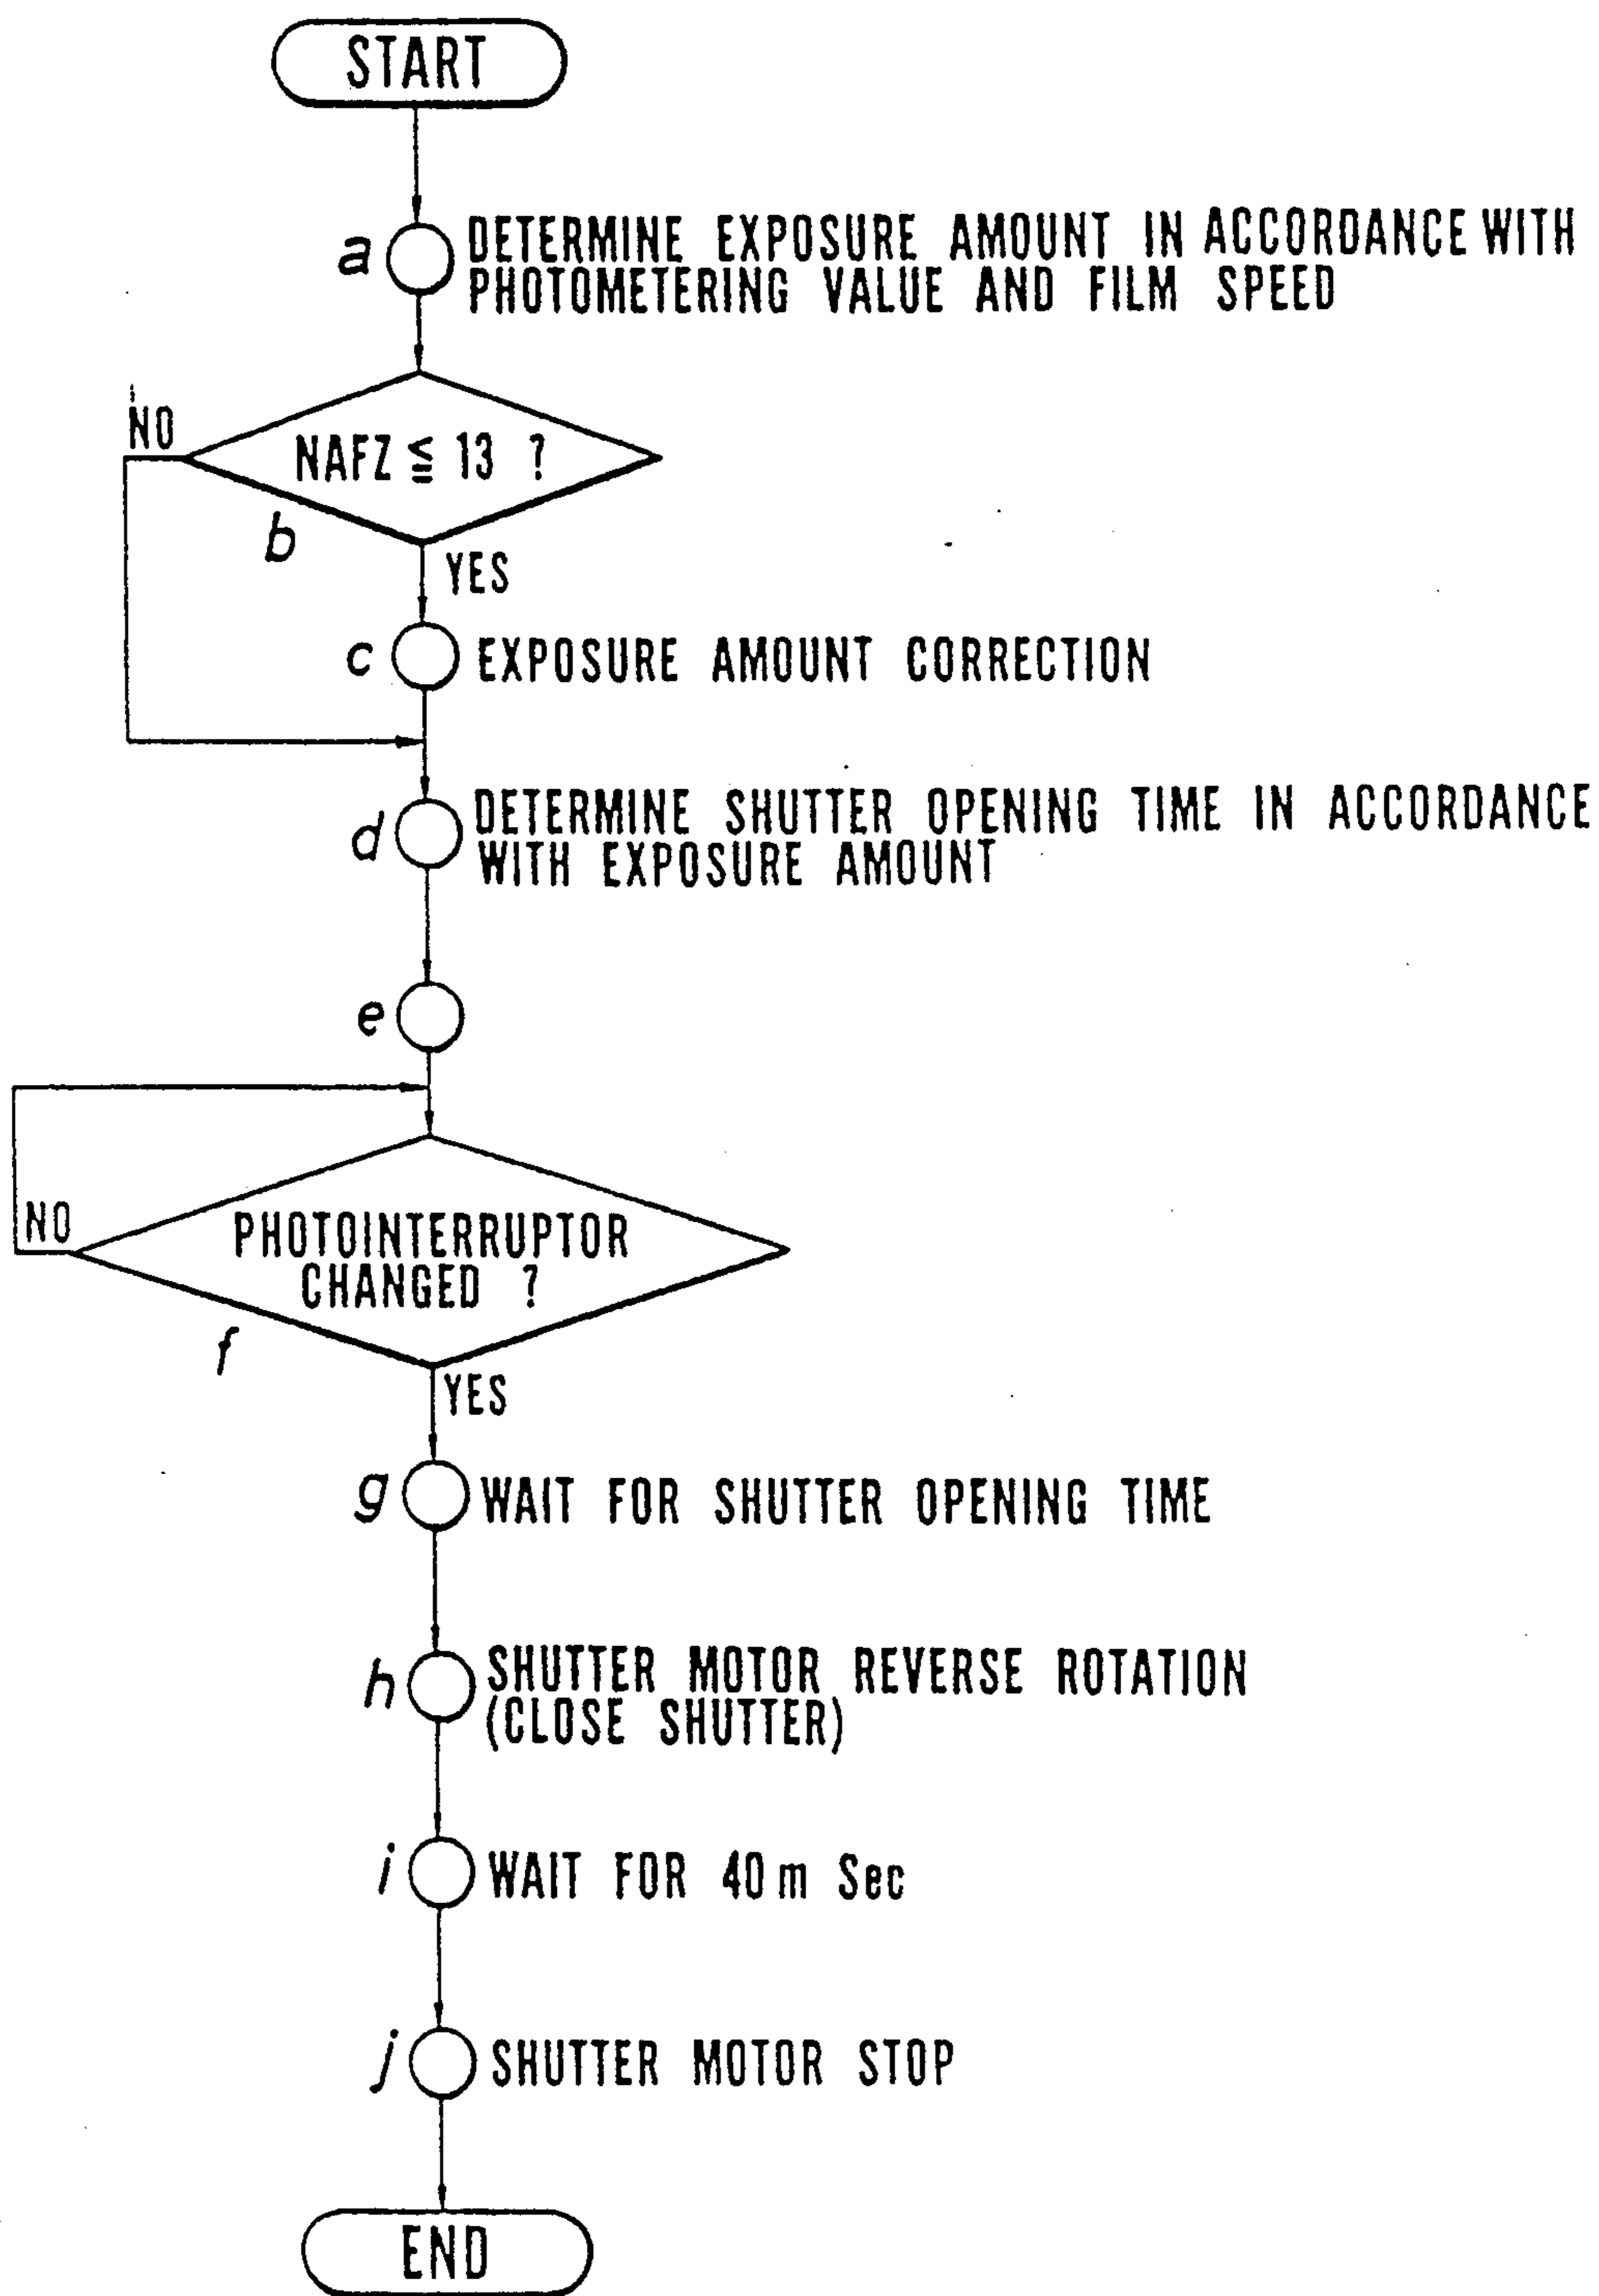 START
a DETERMINE EXPOSURE AMOUNT IN ACCORDANCE WITH
PHOTOMETERING VALUE AND FILM SPEED
NO
NAFZ ≦ 13 ?
b
YES
c EXPOSURE AMOUNT CORRECTION
d DETERMINE SHUTTER OPENING TIME IN ACCORDANCE
WITH EXPOSURE AMOUNT
e
NO
PHOTOINTERRUPTOR
CHANGED ?
f
YES
g WAIT FOR SHUTTER OPENING TIME
h SHUTTER MOTOR REVERSE ROTATION
(CLOSE SHUTTER)
i WAIT FOR 40 m Sec
j SHUTTER MOTOR STOP
END